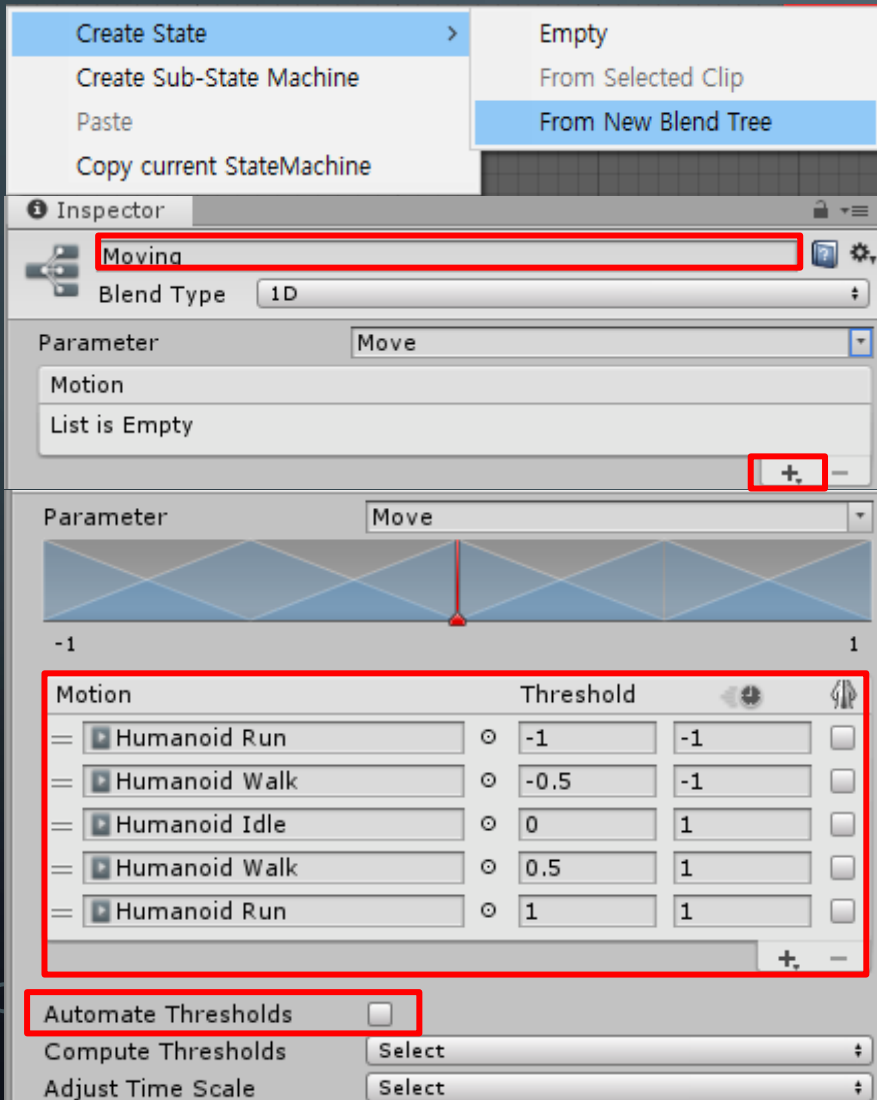 Create State > Empty
Create Sub-State Machine From Selected Clip
Paste From New Blend Tree
Copy current StateMachine
Inspector
Moving
Blend Type 1D
Parameter Move
Motion
List is Empty
+ −
Parameter Move
-1 1
Motion Threshold
Humanoid Run -1 -1
Humanoid Walk -0.5 -1
Humanoid Idle 0 1
Humanoid Walk 0.5 1
Humanoid Run 1 1
+ −
Automate Thresholds
Compute Thresholds Select
Adjust Time Scale Select